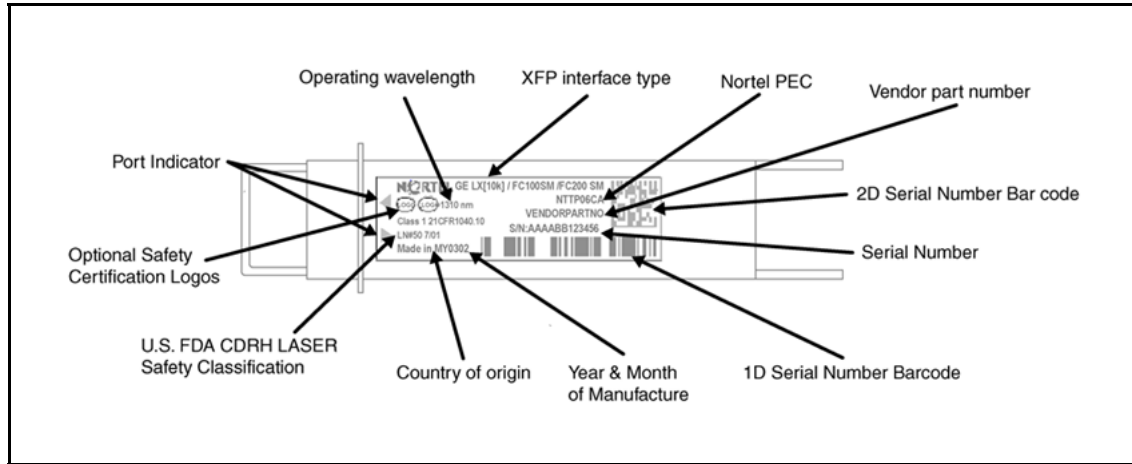 Operating wavelength
XFP interface type
Nortel PEC
Vendor part number
Port Indicator
NORTEL GE LX[10k] / FC100SM /FC200 SM
NTTP06CA
2D Serial Number Bar code
LOGO LOGO 1310 nm
VENDORPARTNO
Class 1 21CFR1040.10
S/N:AAAABB123456
LN#50 7/01
Optional Safety
Certification Logos
Made in MY0302
Serial Number
U.S. FDA CDRH LASER
Safety Classification
Country of origin
Year & Month
of Manufacture
1D Serial Number Barcode